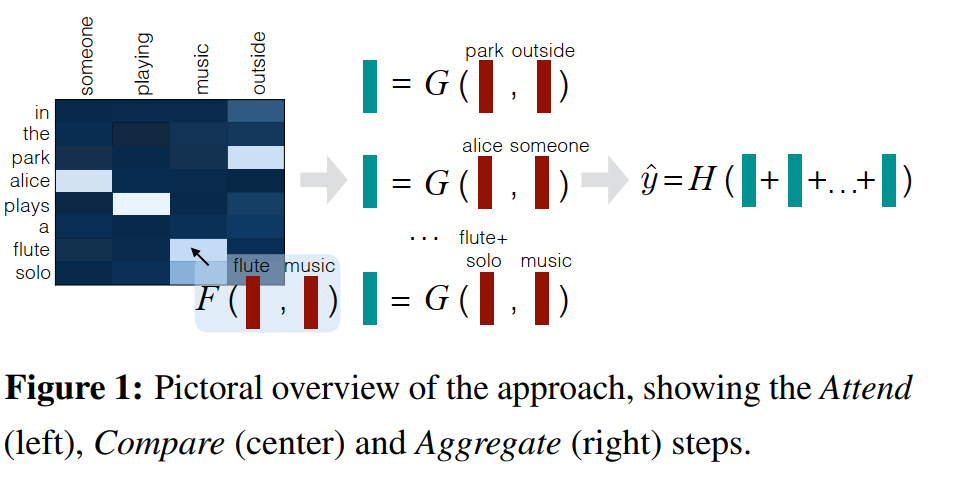 someone playing music outside
in
the
park
alice
plays
a
flute
solo
F ( flute , music )
park outside
= G ( , )
alice someone
= G ( , )
... flute+
solo music
= G ( , )
ŷ = H ( + +...+ )
Figure 1: Pictoral overview of the approach, showing the Attend
(left), Compare (center) and Aggregate (right) steps.